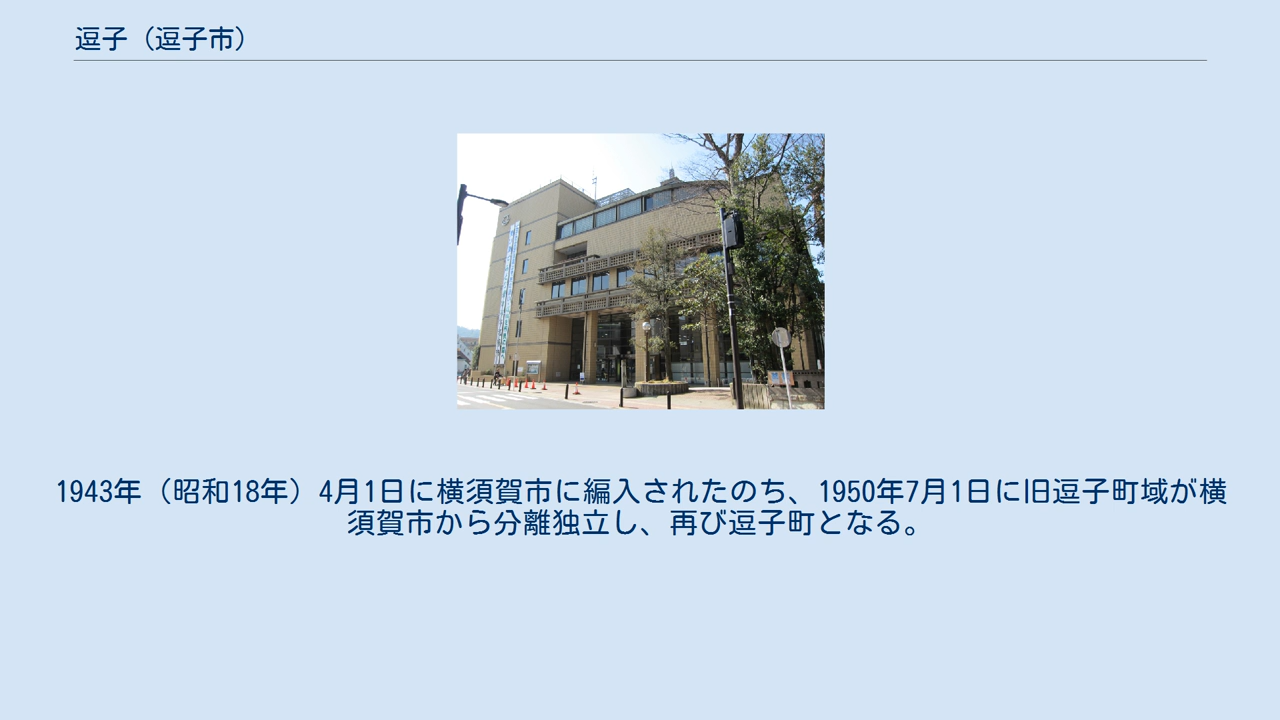 逗子（逗子市）
1943年（昭和18年）4月1日に横須賀市に編入されたのち、1950年7月1日に旧逗子町域が横
須賀市から分離独立し、再び逗子町となる。